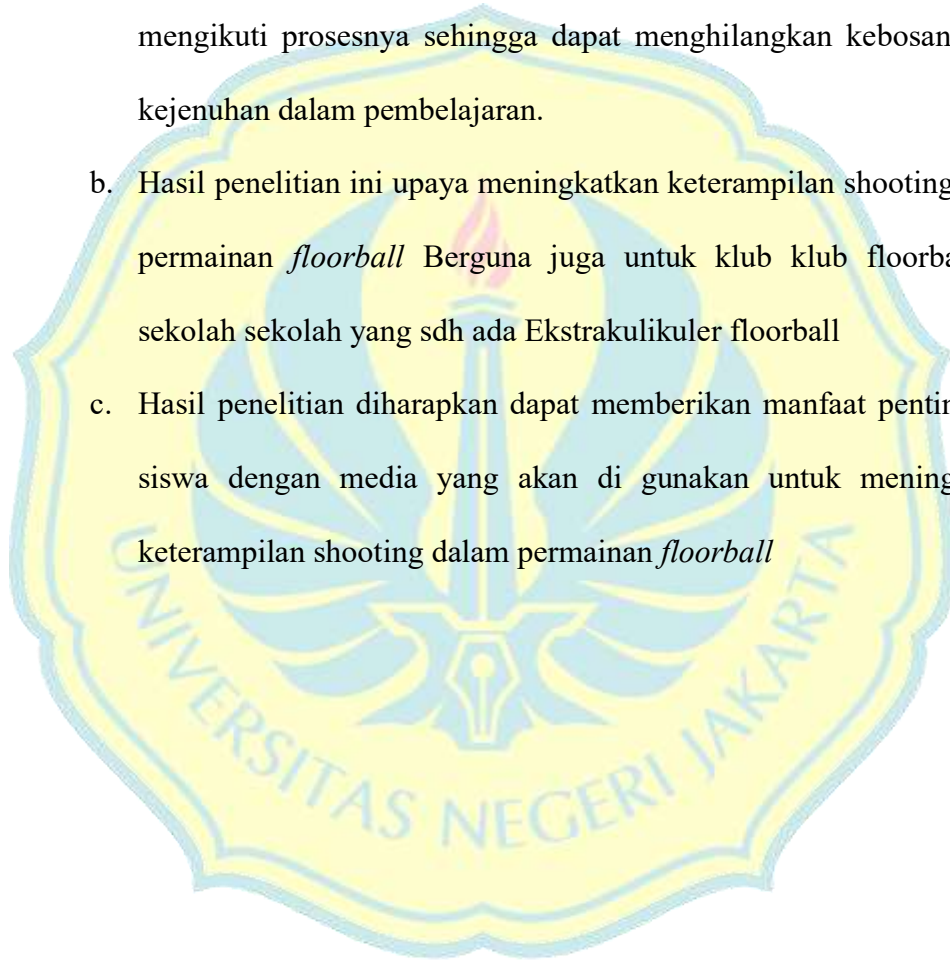 mengikuti prosesnya sehingga dapat menghilangkan kebosan
kejenuhan dalam pembelajaran.
b. Hasil penelitian ini upaya meningkatkan keterampilan shooting
permainan floorball Berguna juga untuk klub klub floorba
sekolah sekolah yang sdh ada Ekstrakulikuler floorball
c. Hasil penelitian diharapkan dapat memberikan manfaat pentin
siswa dengan media yang akan di gunakan untuk mening
keterampilan shooting dalam permainan floorball
UNIVERSITAS NEGERI JAKARTA